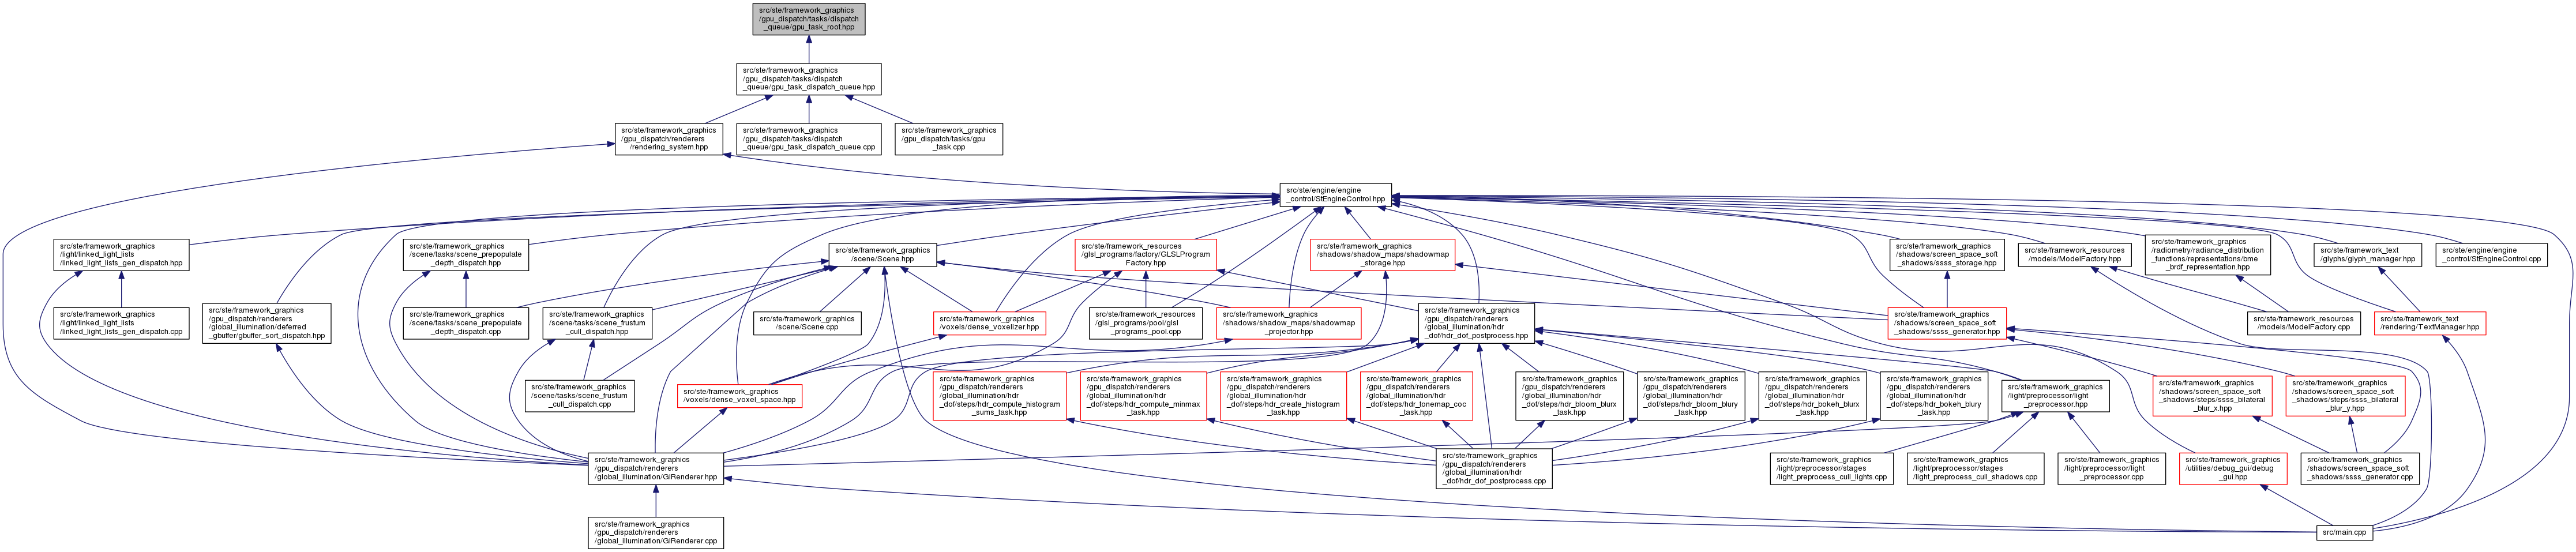 src/ste/framework_graphics
/gpu_dispatch/tasks/dispatch
_queue/gpu_task_root.hpp
src/ste/framework_graphics
/gpu_dispatch/tasks/dispatch
_queue/gpu_task_dispatch_queue.hpp
src/ste/framework_graphics
/gpu_dispatch/renderers
/rendering_system.hpp
src/ste/framework_graphics
/gpu_dispatch/tasks/dispatch
_queue/gpu_task_dispatch_queue.cpp
src/ste/framework_graphics
/gpu_dispatch/tasks/gpu
_task.cpp
src/ste/engine/engine
_control/StEngineControl.hpp
src/ste/framework_graphics
/light/linked_light_lists
/linked_light_lists_gen_dispatch.hpp
src/ste/framework_graphics
/scene/tasks/scene_prepopulate
_depth_dispatch.hpp
src/ste/framework_graphics
/scene/Scene.hpp
src/ste/framework_resources
/glsl_programs/factory/GLSLProgram
Factory.hpp
src/ste/framework_graphics
/shadows/shadow_maps/shadowmap
_storage.hpp
src/ste/framework_graphics
/shadows/screen_space_soft
_shadows/ssss_storage.hpp
src/ste/framework_resources
/models/ModelFactory.hpp
src/ste/framework_graphics
/radiometry/radiance_distribution
_functions/representations/bme
_brdf_representation.hpp
src/ste/framework_text
/glyphs/glyph_manager.hpp
src/ste/engine/engine
_control/StEngineControl.cpp
src/ste/framework_graphics
/light/linked_light_lists
/linked_light_lists_gen_dispatch.cpp
src/ste/framework_graphics
/gpu_dispatch/renderers
/global_illumination/deferred
_gbuffer/gbuffer_sort_dispatch.hpp
src/ste/framework_graphics
/scene/tasks/scene_prepopulate
_depth_dispatch.cpp
src/ste/framework_graphics
/scene/tasks/scene_frustum
_cull_dispatch.hpp
src/ste/framework_graphics
/scene/Scene.cpp
src/ste/framework_graphics
/voxels/dense_voxelizer.hpp
src/ste/framework_resources
/glsl_programs/pool/glsl
_programs_pool.cpp
src/ste/framework_graphics
/shadows/shadow_maps/shadowmap
_projector.hpp
src/ste/framework_graphics
/gpu_dispatch/renderers
/global_illumination/hdr
_dof/hdr_dof_postprocess.hpp
src/ste/framework_graphics
/shadows/screen_space_soft
_shadows/ssss_generator.hpp
src/ste/framework_resources
/models/ModelFactory.cpp
src/ste/framework_text
/rendering/TextManager.hpp
src/ste/framework_graphics
/scene/tasks/scene_frustum
_cull_dispatch.cpp
src/ste/framework_graphics
/voxels/dense_voxel_space.hpp
src/ste/framework_graphics
/gpu_dispatch/renderers
/global_illumination/hdr
_dof/steps/hdr_compute_histogram
_sums_task.hpp
src/ste/framework_graphics
/gpu_dispatch/renderers
/global_illumination/hdr
_dof/steps/hdr_compute_minmax
_task.hpp
src/ste/framework_graphics
/gpu_dispatch/renderers
/global_illumination/hdr
_dof/steps/hdr_create_histogram
_task.hpp
src/ste/framework_graphics
/gpu_dispatch/renderers
/global_illumination/hdr
_dof/steps/hdr_tonemap_coc
_task.hpp
src/ste/framework_graphics
/gpu_dispatch/renderers
/global_illumination/hdr
_dof/steps/hdr_bloom_blurx
_task.hpp
src/ste/framework_graphics
/gpu_dispatch/renderers
/global_illumination/hdr
_dof/steps/hdr_bloom_blury
_task.hpp
src/ste/framework_graphics
/gpu_dispatch/renderers
/global_illumination/hdr
_dof/steps/hdr_bokeh_blurx
_task.hpp
src/ste/framework_graphics
/gpu_dispatch/renderers
/global_illumination/hdr
_dof/steps/hdr_bokeh_blury
_task.hpp
src/ste/framework_graphics
/light/preprocessor/light
_preprocessor.hpp
src/ste/framework_graphics
/shadows/screen_space_soft
_shadows/steps/ssss_bilateral
_blur_x.hpp
src/ste/framework_graphics
/shadows/screen_space_soft
_shadows/steps/ssss_bilateral
_blur_y.hpp
src/ste/framework_graphics
/gpu_dispatch/renderers
/global_illumination/GIRenderer.hpp
src/ste/framework_graphics
/gpu_dispatch/renderers
/global_illumination/hdr
_dof/hdr_dof_postprocess.cpp
src/ste/framework_graphics
/light/preprocessor/stages
/light_preprocess_cull_lights.cpp
src/ste/framework_graphics
/light/preprocessor/stages
/light_preprocess_cull_shadows.cpp
src/ste/framework_graphics
/light/preprocessor/light
_preprocessor.cpp
src/ste/framework_graphics
/utilities/debug_gui/debug
_gui.hpp
src/ste/framework_graphics
/shadows/screen_space_soft
_shadows/ssss_generator.cpp
src/ste/framework_graphics
/gpu_dispatch/renderers
/global_illumination/GIRenderer.cpp
src/main.cpp